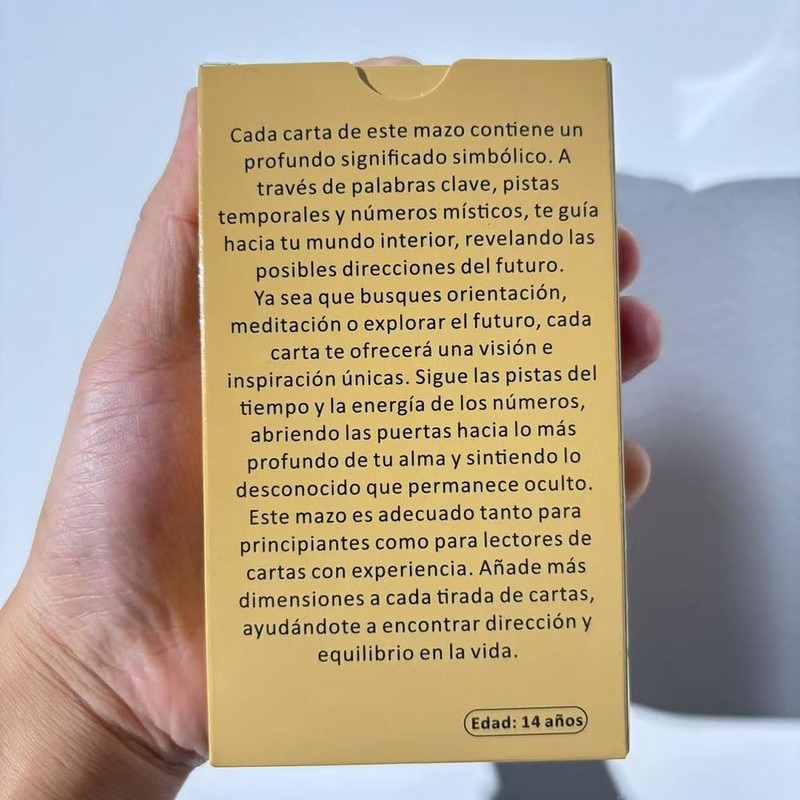 Cada carta de este mazo contiene un
profundo significado simbólico. A
través de palabras clave, pistas
temporales y números místicos, te guía
hacia tu mundo interior, revelando las
posibles direcciones del futuro.
Ya sea que busques orientación,
meditación o explorar el futuro, cada
carta te ofrecerá una visión e
inspiración únicas. Sigue las pistas del
tiempo y la energía de los números,
abriendo las puertas hacia lo más
profundo de tu alma y sintiendo lo
desconocido que permanece oculto.
Este mazo es adecuado tanto para
principiantes como para lectores de
cartas con experiencia. Añade más
dimensiones a cada tirada de cartas,
ayudándote a encontrar dirección y
equilibrio en la vida.
Edad: 14 años